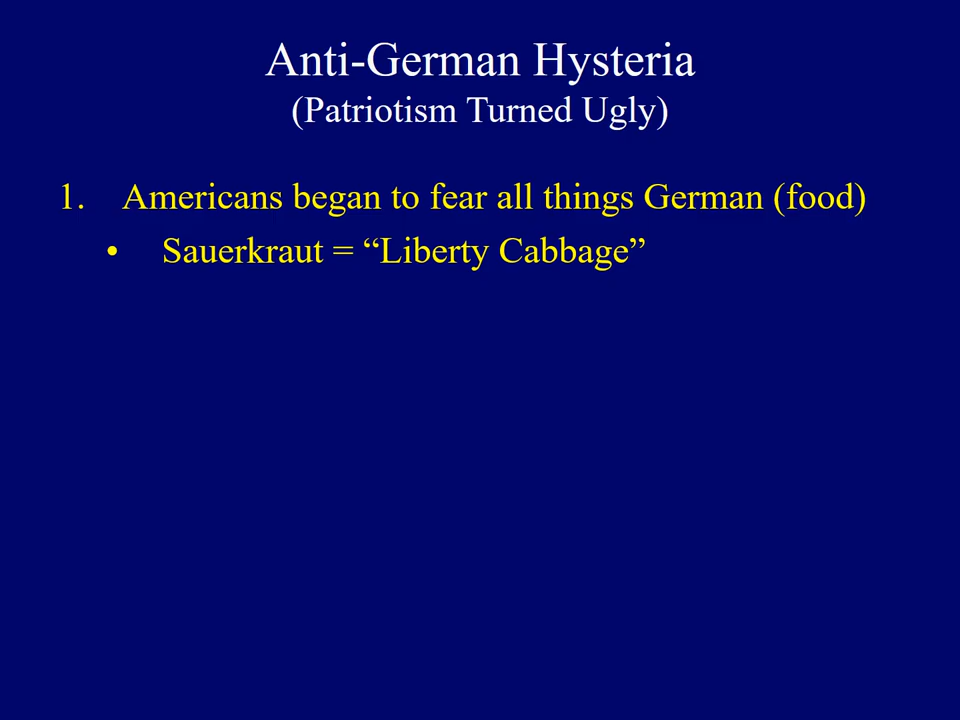 Anti-German Hysteria
(Patriotism Turned Ugly)
1. Americans began to fear all things German (food)
• Sauerkraut = “Liberty Cabbage”